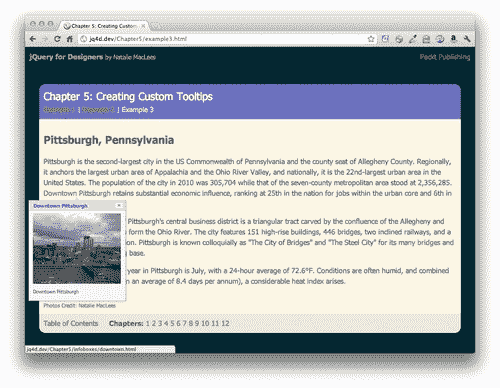 Chapter 5: Creating Custom Tooltips
jq4d.dev/Chapter5/example3.html
jQuery for Designers by Natalie MacLees
Packt Publishing
Chapter 5: Creating Custom Tooltips
| Example 3
Pittsburgh, Pennsylvania
Pittsburgh is the second-largest city in the US Commonwealth of Pennsylvania and the county seat of Allegheny County. Regionally,
it anchors the largest urban area of Appalachia and the Ohio River Valley, and nationally, it is the 22nd-largest urban area in the
United States. The population of the city in 2010 was 305,704 while that of the seven-county metropolitan area stood at 2,356,285.
Downtown Pittsburgh retains substantial economic influence, ranking at 25th in the nation for jobs within the urban core and 6th in
Downtown Pittsburgh
Pittsburgh's central business district is a triangular tract carved by the confluence of the Allegheny and
form the Ohio River. The city features 151 high-rise buildings, 446 bridges, two inclined railways, and a
on. Pittsburgh is known colloquially as "The City of Bridges" and "The Steel City" for its many bridges and
base.
year in Pittsburgh is July, with a 24-hour average of 72.6°F. Conditions are often humid, and combined
an average of 8.4 days per annum), a considerable heat index arises.
Downtown Pittsburgh
Photos Credit: Natalie MacLees
Table of Contents Chapters: 1 2 3 4 5 6 7 8 9 10 11 12
jq4d.dev/Chapter5/infoboxes/downtown.html